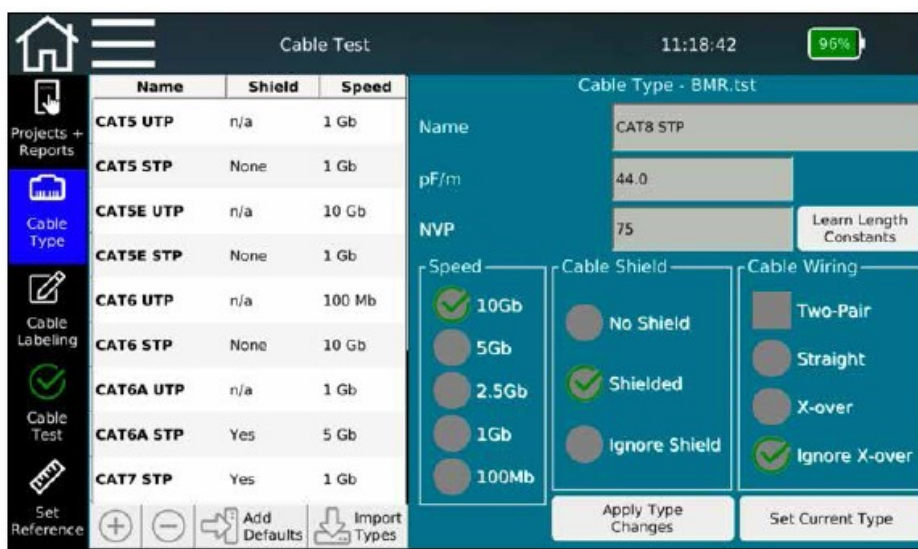 Cable Test 11:18:42 96%
Projects +
Reports
Cable
Type
Cable
Labeling
Cable
Test
Set
Reference
Name Shield Speed
CAT5 UTP n/a 1 Gb
CAT5 STP None 1 Gb
CAT5E UTP n/a 10 Gb
CAT5E STP None 1 Gb
CAT6 UTP n/a 100 Mb
CAT6 STP None 10 Gb
CAT6A UTP n/a 1 Gb
CAT6A STP Yes 5 Gb
CAT7 STP Yes 1 Gb
Add
Defaults
Import
Types
Cable Type - BMR.tst
Name CAT8 STP
pF/m 44.0
NVP 75
Learn Length
Constants
Speed
10Gb
5Gb
2.5Gb
1Gb
100Mb
Cable Shield
No Shield
Shielded
Ignore Shield
Cable Wiring
Two-Pair
Straight
X-over
Ignore X-over
Apply Type
Changes
Set Current Type